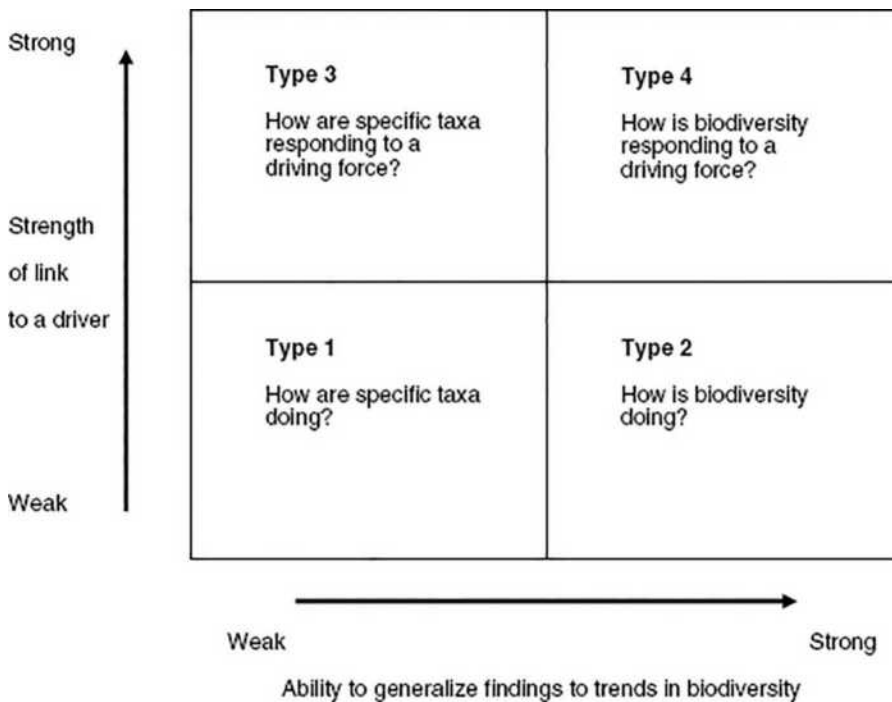 Strong
Type 3
How are specific taxa
responding to a
driving force?
Type 4
How is biodiversity
responding to a
driving force?
Strength
of link
to a driver
Type 1
How are specific taxa
doing?
Type 2
How is biodiversity
doing?
Weak
Weak
Strong
Ability to generalize findings to trends in biodiversity